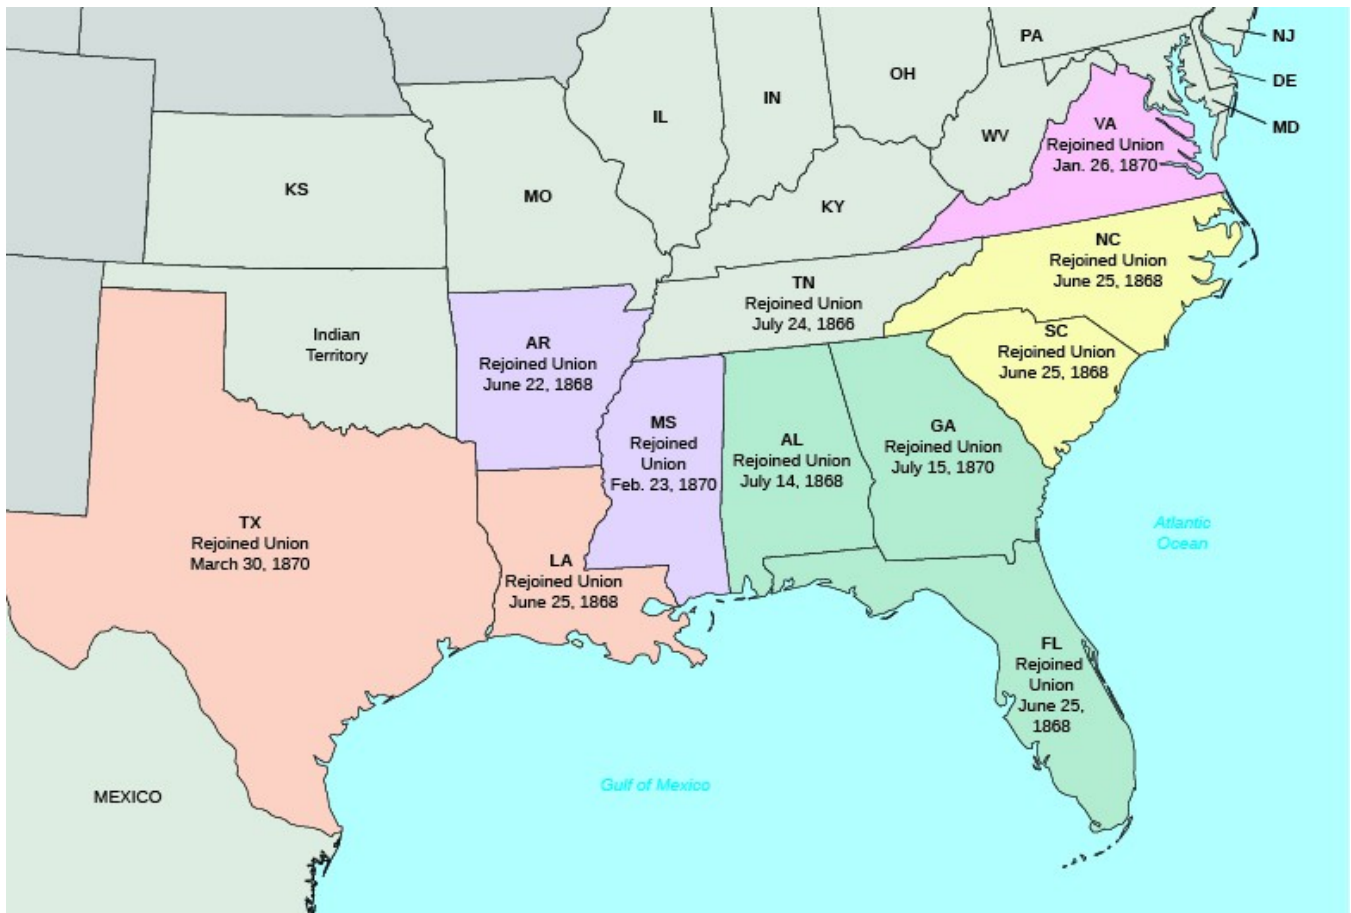 PA
NJ
OH
DE
IN
IL
MD
VA
WV
Rejoined Union
Jan. 26, 1870
KS
MO
KY
NC
Rejoined Union
June 25, 1868
TN
Rejoined Union
July 24, 1866
Indian
Territory
AR
Rejoined Union
June 22, 1868
SC
Rejoined Union
June 25, 1868
MS
Rejoined
Union
Feb. 23, 1870
AL
Rejoined Union
July 14, 1868
GA
Rejoined Union
July 15, 1870
TX
Rejoined Union
March 30, 1870
Atlantic
Ocean
LA
Rejoined Union
June 25, 1868
FL
Rejoined
Union
June 25,
1868
Gulf of Mexico
MEXICO